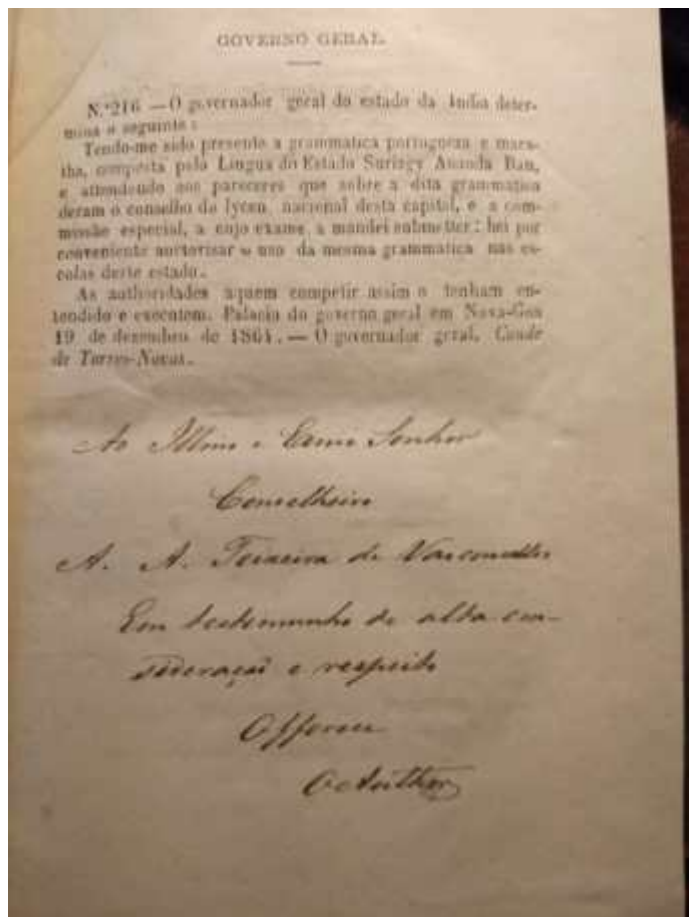 GOVERNO GERAL.
N.º 216 — O governador geral do estado da India deter-
mina o seguinte:
Tendo-me sido presente a grammatica portugueza e mara-
tha, composta pelo Lingua do Estado Suriagy Ananda Rau,
e attendendo aos pareceres que sobre a dita grammatica
deram o conselho do lyceu nacional desta capital, e a com-
missão especial, a cujo exame, a mandei submetter: hei por
conveniente auctorisar o uso da mesma grammatica nas es-
colas deste estado.
As authoridades aquem competir assim o tenham en-
tendido e executem. Palacio do governo geral em Nova-Goa
19 de dezembro de 1864. — O governador geral, Conde
de Torres-Novas.
Ao Illmo e Exmo Senhor
Conselheiro
A. A. Teixeira de Vasconcellos
Em testemunho de alta con-
sideração e respeito
Offerece
O Author